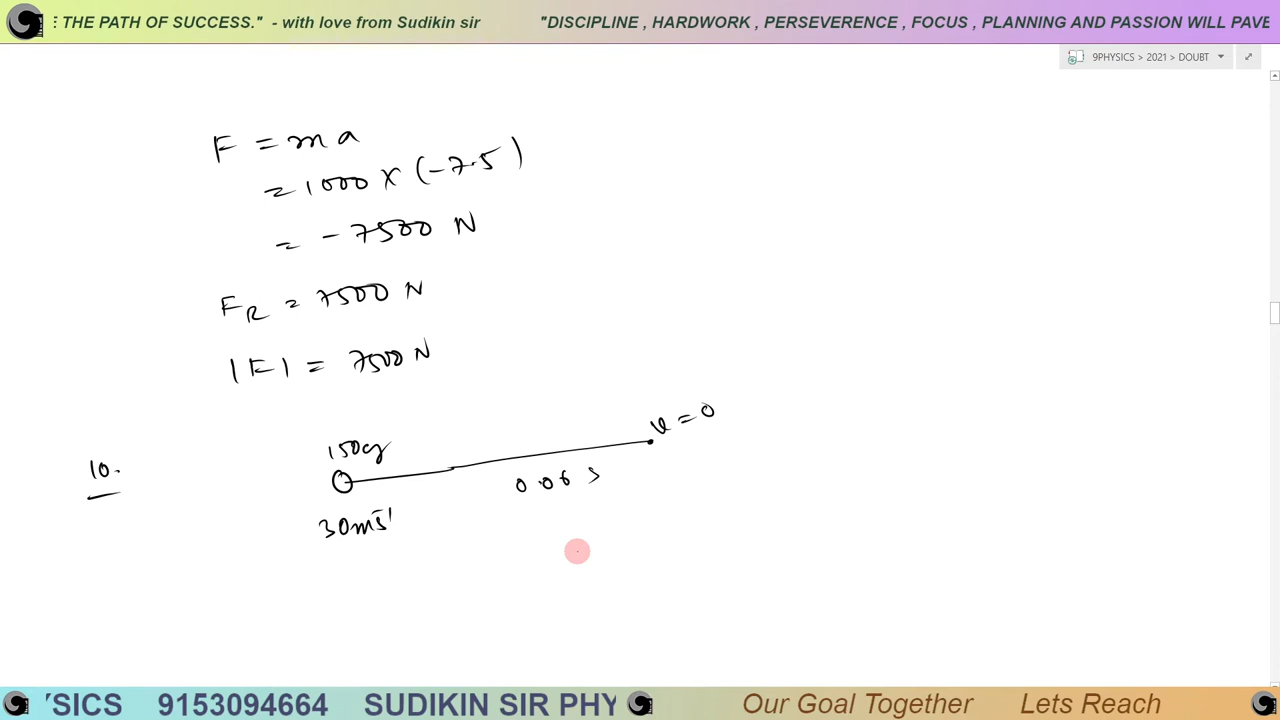 E THE PATH OF SUCCESS." - with love from Sudikin sir "DISCIPLINE , HARDWORK , PERSEVERENCE , FOCUS , PLANNING AND PASSION WILL PAVE
9PHYSICS > 2021 > DOUBT
F = ma
= 1000 X (-7.5)
= - 7500 N
FR = 7500 N
|F| = 7500 N
10.
150g
v = 0
0.06 s
30ms⁻¹
SICS 9153094664 SUDIKIN SIR PHY Our Goal Together Lets Reach